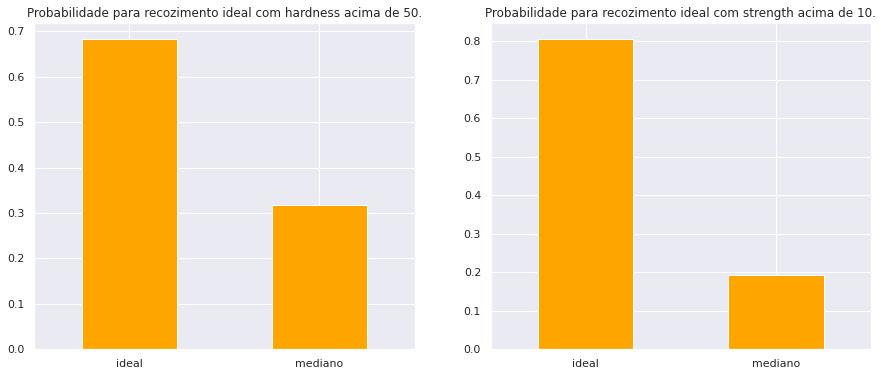 Probabilidade para recozimento ideal com hardness acima de 50.
0.7
0.6
0.5
0.4
0.3
0.2
0.1
0.0
ideal
mediano
Probabilidade para recozimento ideal com strength acima de 10.
0.8
0.7
0.6
0.5
0.4
0.3
0.2
0.1
0.0
ideal
mediano